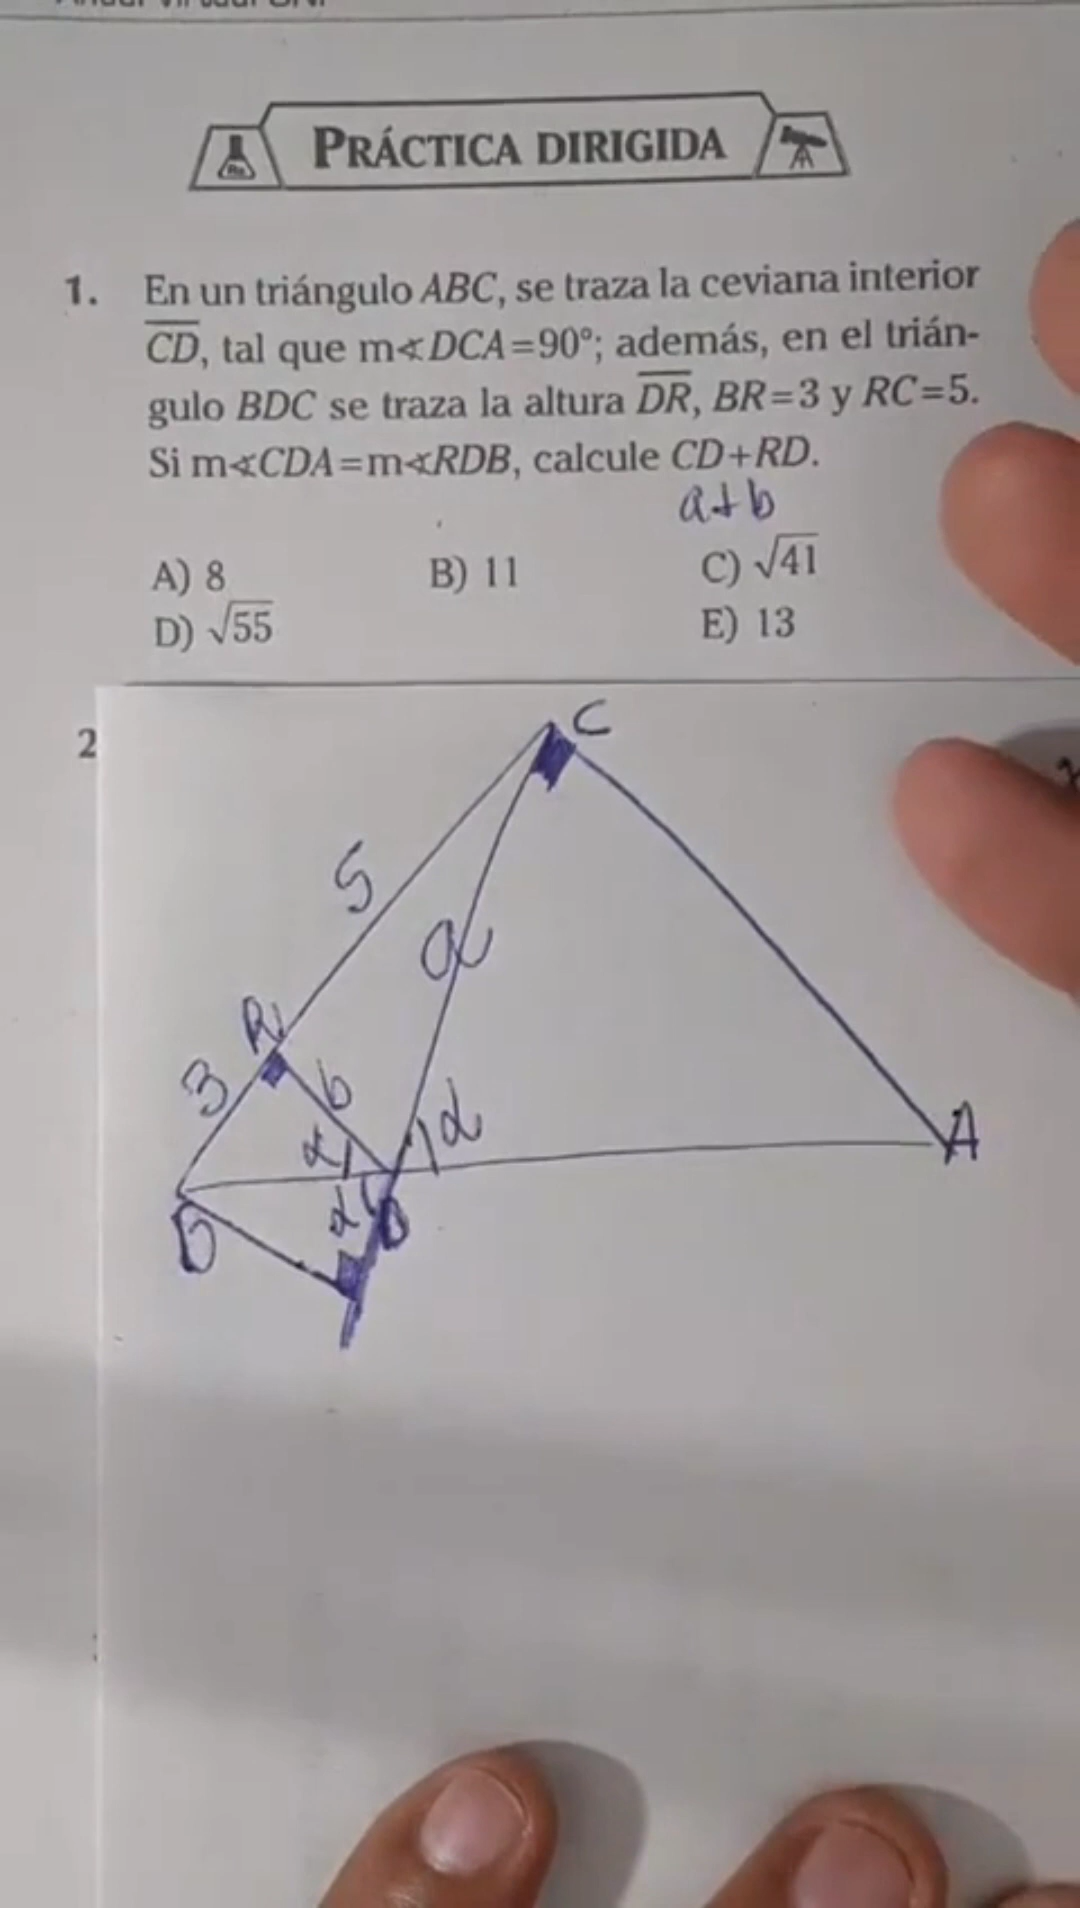 PRÁCTICA DIRIGIDA
1. En un triángulo ABC, se traza la ceviana interior
CD, tal que m∢DCA=90°; además, en el trián-
gulo BDC se traza la altura DR, BR=3 y RC=5.
Si m∢CDA=m∢RDB, calcule CD+RD.
a+b
A) 8 B) 11 C) √41
D) √55 E) 13
2
C
5
a
R
3 b
α α A
B α D